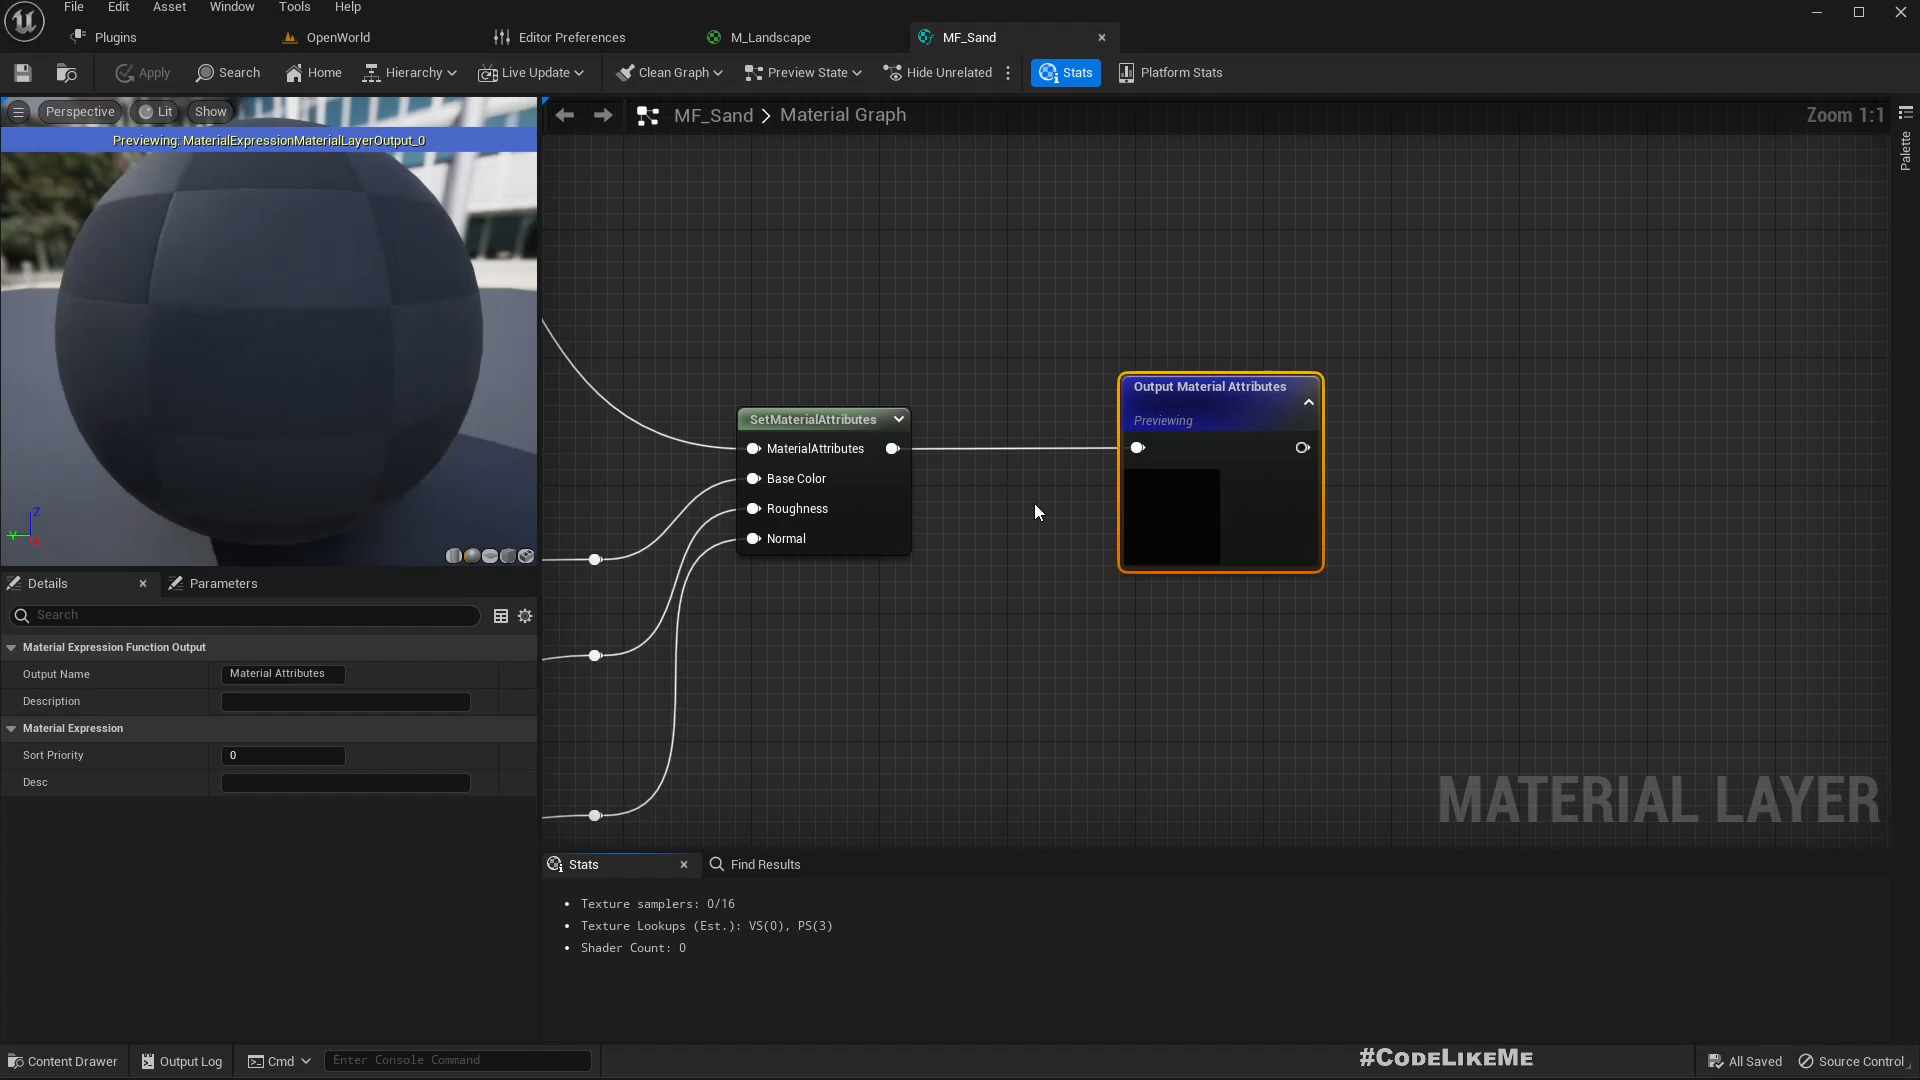 File Edit Asset Window Tools Help
Plugins OpenWorld Editor Preferences M_Landscape MF_Sand
Apply Search Home Hierarchy Live Update Clean Graph Preview State Hide Unrelated Stats Platform Stats
Perspective Lit Show
Previewing: MaterialExpressionMaterialLayerOutput_0
MF_Sand > Material Graph
Zoom 1:1
Palette
Z
Y
SetMaterialAttributes
MaterialAttributes
Base Color
Roughness
Normal
Output Material Attributes
Previewing
MATERIAL LAYER
Details Parameters
Search
Material Expression Function Output
Output Name Material Attributes
Description
Material Expression
Sort Priority 0
Desc
Stats Find Results
Texture samplers: 0/16
Texture Lookups (Est.): VS(0), PS(3)
Shader Count: 0
Content Drawer Output Log Cmd Enter Console Command
#CodeLikeMe
All Saved Source Control